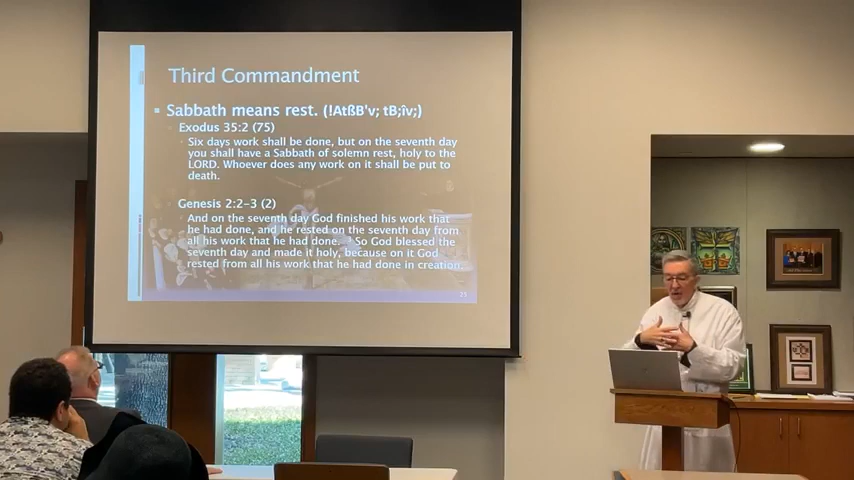 Third Commandment
Sabbath means rest. (!AtßB'v; tB;îv;)
Exodus 35:2 (75)
Six days work shall be done, but on the seventh day
you shall have a Sabbath of solemn rest, holy to the
LORD. Whoever does any work on it shall be put to
death.
Genesis 2:2-3 (2)
And on the seventh day God finished his work that
he had done, and he rested on the seventh day from
all his work that he had done. ³ So God blessed the
seventh day and made it holy, because on it God
rested from all his work that he had done in creation.
25